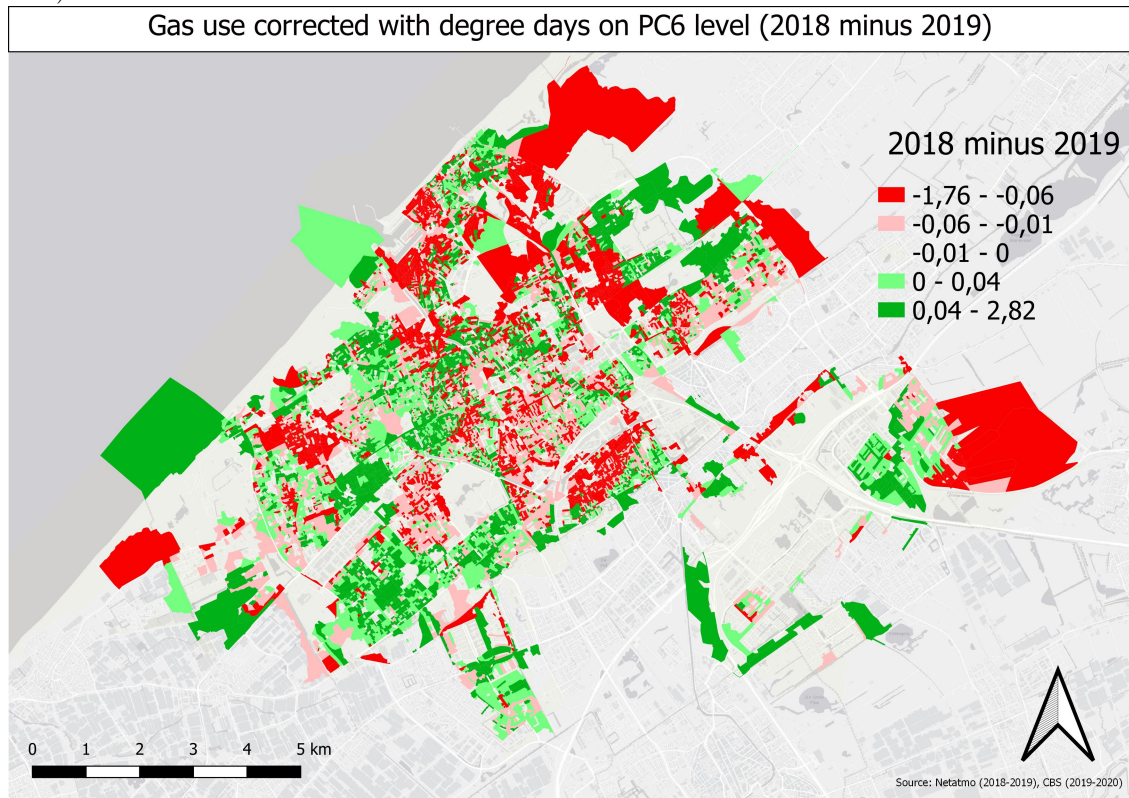 Gas use corrected with degree days on PC6 level (2018 minus 2019)
2018 minus 2019
-1,76 - -0,06
-0,06 - -0,01
-0,01 - 0
0 - 0,04
0,04 - 2,82
0 1 2 3 4 5 km
Source: Netatmo (2018-2019), CBS (2019-2020)